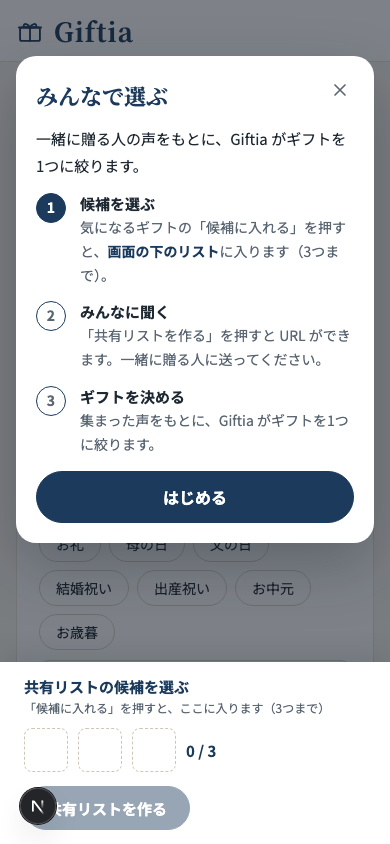 Giftia
みんなで選ぶ
一緒に贈る人の声をもとに、Giftia がギフトを
1つに絞ります。
1
候補を選ぶ
気になるギフトの「候補に入れる」を押す
と、画面の下のリストに入ります（3つま
で）。
2
みんなに聞く
「共有リストを作る」を押すと URL ができ
ます。一緒に贈る人に送ってください。
3
ギフトを決める
集まった声をもとに、Giftia がギフトを1つ
に絞ります。
はじめる
お礼 母の日 父の日
結婚祝い 出産祝い お中元
お歳暮
共有リストの候補を選ぶ
「候補に入れる」を押すと、ここに入ります（3つまで）
0 / 3
N
共有リストを作る